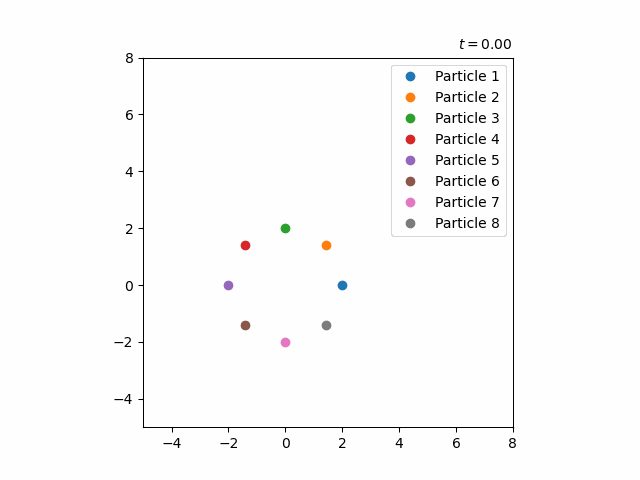 t = 0.00
8
Particle 1
Particle 2
6
Particle 3
Particle 4
4
Particle 5
Particle 6
Particle 7
2
Particle 8
0
−2
−4
−4 −2 0 2 4 6 8